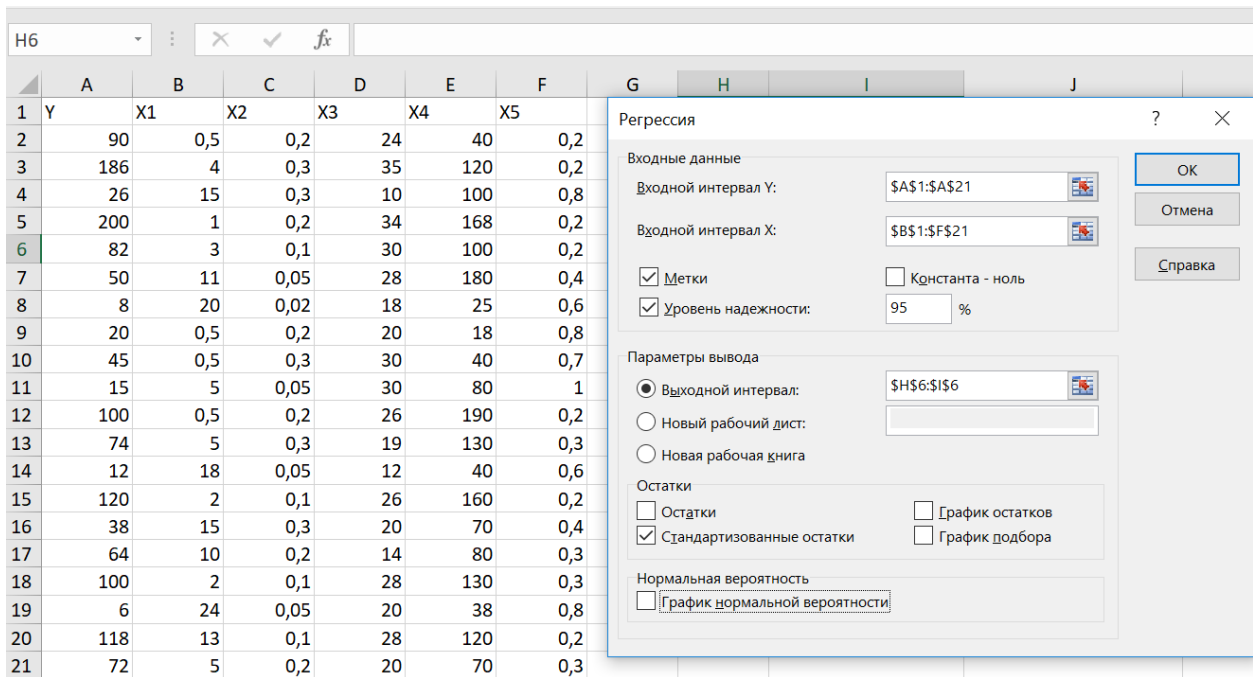 H6 fx
A B C D E F G H I J
1 Y X1 X2 X3 X4 X5
2 90 0,5 0,2 24 40 0,2
3 186 4 0,3 35 120 0,2
4 26 15 0,3 10 100 0,8
5 200 1 0,2 34 168 0,2
6 82 3 0,1 30 100 0,2
7 50 11 0,05 28 180 0,4
8 8 20 0,02 18 25 0,6
9 20 0,5 0,2 20 18 0,8
10 45 0,5 0,3 30 40 0,7
11 15 5 0,05 30 80 1
12 100 0,5 0,2 26 190 0,2
13 74 5 0,3 19 130 0,3
14 12 18 0,05 12 40 0,6
15 120 2 0,1 26 160 0,2
16 38 15 0,3 20 70 0,4
17 64 10 0,2 14 80 0,3
18 100 2 0,1 28 130 0,3
19 6 24 0,05 20 38 0,8
20 118 13 0,1 28 120 0,2
21 72 5 0,2 20 70 0,3
Регрессия ?
Входные данные
Входной интервал Y: $A$1:$A$21
Входной интервал X: $B$1:$F$21
Метки Константа - ноль
Уровень надежности: 95 %
Параметры вывода
Выходной интервал: $H$6:$I$6
Новый рабочий лист:
Новая рабочая книга
Остатки
Остатки График остатков
Стандартизованные остатки График подбора
Нормальная вероятность
График нормальной вероятности
ОК
Отмена
Справка